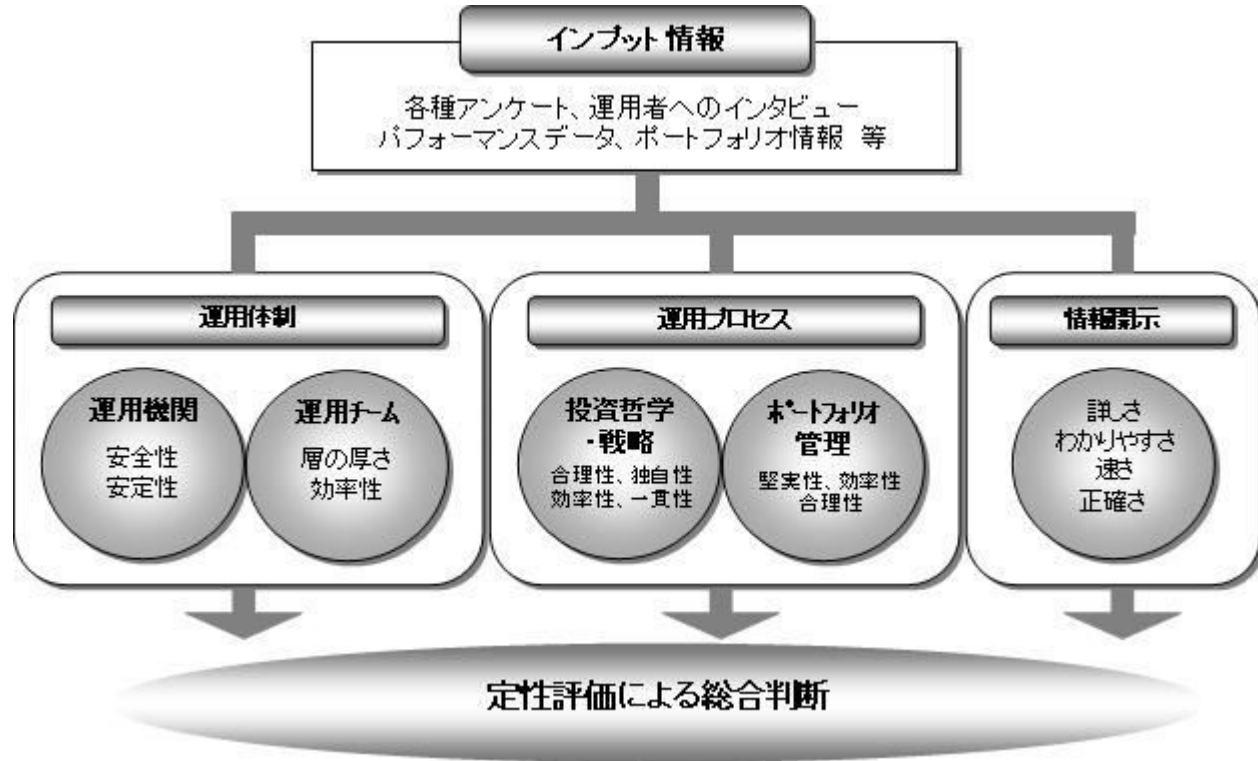 インプット情報
各種アンケート、運用者へのインタビュー
パフォーマンスデータ、ポートフォリオ情報 等
運用体制
運用機関
安全性
安定性
運用チーム
層の厚さ
効率性
運用プロセス
投資哲学
・戦略
合理性、独自性
効率性、一貫性
ポートフォリオ
管理
堅実性、効率性
合理性
情報開示
詳しさ
わかりやすさ
速さ
正確さ
定性評価による総合判断